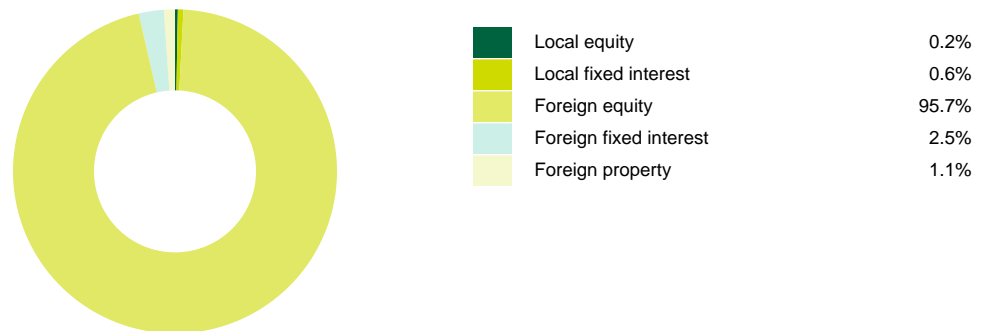 Local equity 0.2%
Local fixed interest 0.6%
Foreign equity 95.7%
Foreign fixed interest 2.5%
Foreign property 1.1%